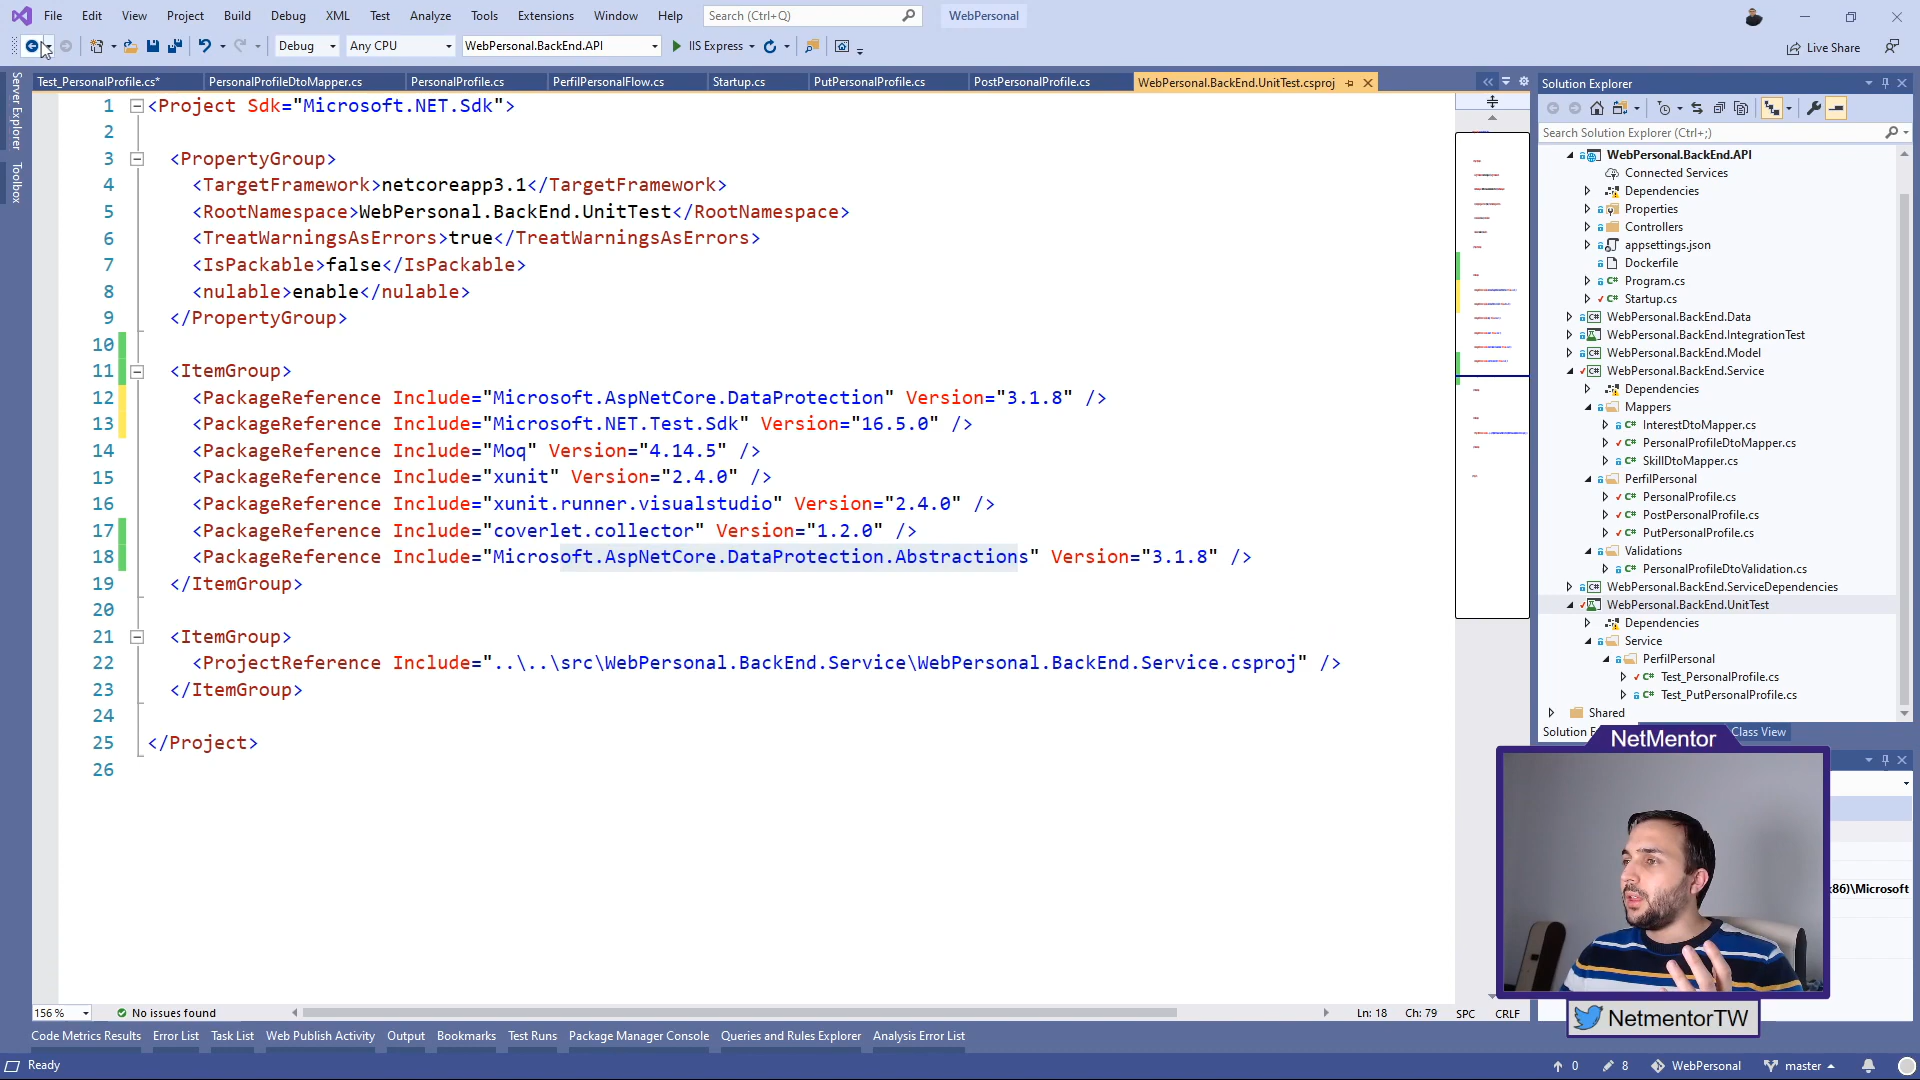 File Edit View Project Build Debug XML Test Analyze Tools Extensions Window Help Search (Ctrl+Q) WebPersonal
Debug Any CPU WebPersonal.BackEnd.API IIS Express Live Share
Server Explorer
Toolbox
Test_PersonalProfile.cs* PersonalProfileDtoMapper.cs PersonalProfile.cs PerfilPersonalFlow.cs Startup.cs PutPersonalProfile.cs PostPersonalProfile.cs WebPersonal.BackEnd.UnitTest.csproj
1 <Project Sdk="Microsoft.NET.Sdk">
2
3 <PropertyGroup>
4 <TargetFramework>netcoreapp3.1</TargetFramework>
5 <RootNamespace>WebPersonal.BackEnd.UnitTest</RootNamespace>
6 <TreatWarningsAsErrors>true</TreatWarningsAsErrors>
7 <IsPackable>false</IsPackable>
8 <nulable>enable</nulable>
9 </PropertyGroup>
10
11 <ItemGroup>
12 <PackageReference Include="Microsoft.AspNetCore.DataProtection" Version="3.1.8" />
13 <PackageReference Include="Microsoft.NET.Test.Sdk" Version="16.5.0" />
14 <PackageReference Include="Moq" Version="4.14.5" />
15 <PackageReference Include="xunit" Version="2.4.0" />
16 <PackageReference Include="xunit.runner.visualstudio" Version="2.4.0" />
17 <PackageReference Include="coverlet.collector" Version="1.2.0" />
18 <PackageReference Include="Microsoft.AspNetCore.DataProtection.Abstractions" Version="3.1.8" />
19 </ItemGroup>
20
21 <ItemGroup>
22 <ProjectReference Include="..\..\src\WebPersonal.BackEnd.Service\WebPersonal.BackEnd.Service.csproj" />
23 </ItemGroup>
24
25 </Project>
26
Solution Explorer
Search Solution Explorer (Ctrl+;)
WebPersonal.BackEnd.API
Connected Services
Dependencies
Properties
Controllers
appsettings.json
Dockerfile
Program.cs
Startup.cs
WebPersonal.BackEnd.Data
WebPersonal.BackEnd.IntegrationTest
WebPersonal.BackEnd.Model
WebPersonal.BackEnd.Service
Dependencies
Mappers
InterestDtoMapper.cs
PersonalProfileDtoMapper.cs
SkillDtoMapper.cs
PerfilPersonal
PersonalProfile.cs
PostPersonalProfile.cs
PutPersonalProfile.cs
Validations
PersonalProfileDtoValidation.cs
WebPersonal.BackEnd.ServiceDependencies
WebPersonal.BackEnd.UnitTest
Dependencies
Service
PerfilPersonal
Test_PersonalProfile.cs
Test_PutPersonalProfile.cs
Shared
Solution E Class View
NetMentor
:86)\Microsoft
NetmentorTW
156 % No issues found Ln: 18 Ch: 79 SPC CRLF
Code Metrics Results Error List Task List Web Publish Activity Output Bookmarks Test Runs Package Manager Console Queries and Rules Explorer Analysis Error List
Ready 0 8 WebPersonal master